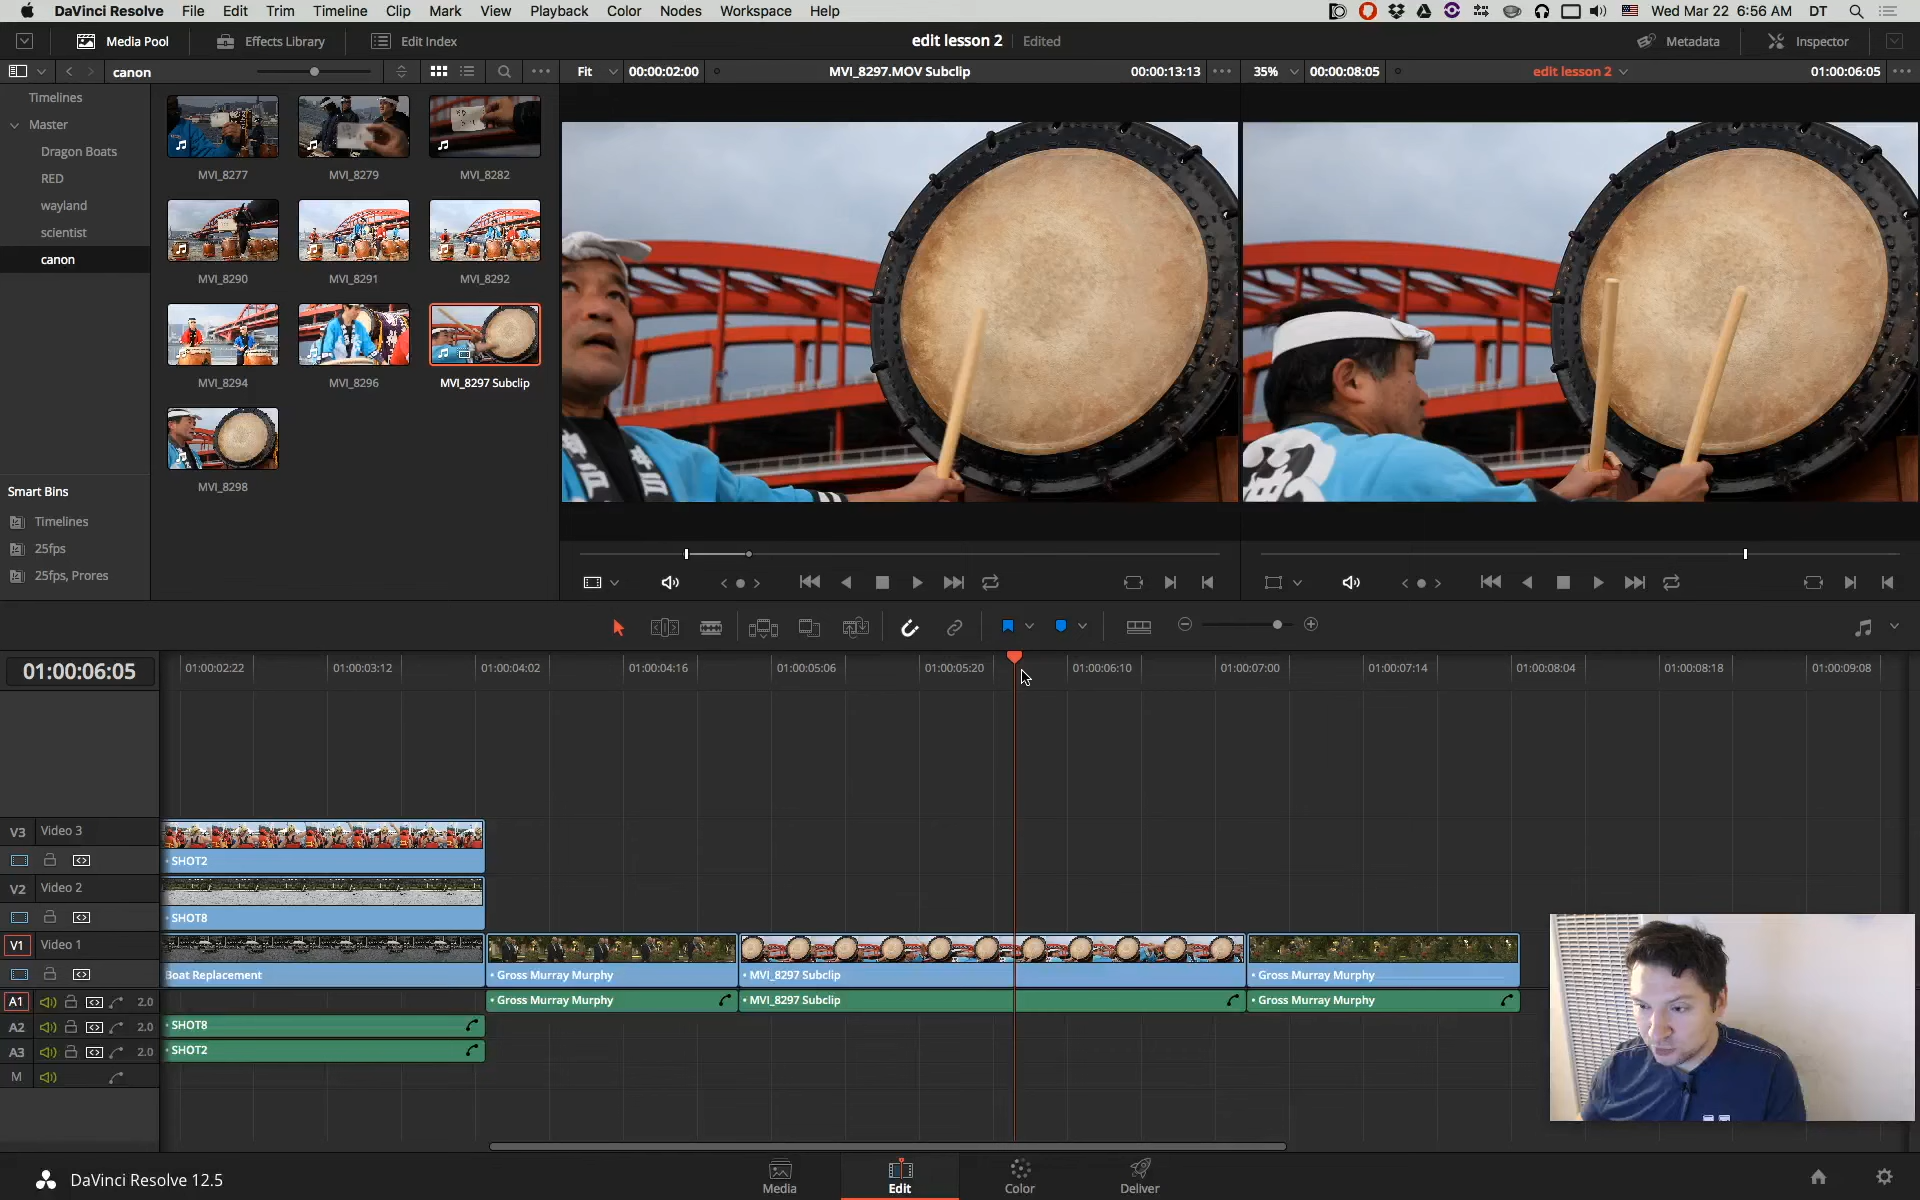 DaVinci Resolve File Edit Trim Timeline Clip Mark View Playback Color Nodes Workspace Help Wed Mar 22 6:56 AM DT
Media Pool Effects Library Edit Index edit lesson 2 Edited Metadata Inspector
canon Fit 00:00:02:00 MVI_8297.MOV Subclip 00:00:13:13 35% 00:00:08:05 edit lesson 2 01:00:06:05
Timelines
Master
Dragon Boats
RED
wayland
scientist
canon
MVI_8277 MVI_8279 MVI_8282
MVI_8290 MVI_8291 MVI_8292
MVI_8294 MVI_8296 MVI_8297 Subclip
MVI_8298
Smart Bins
Timelines
25fps
25fps, Prores
01:00:06:05 01:00:02:22 01:00:03:12 01:00:04:02 01:00:04:16 01:00:05:06 01:00:05:20 01:00:06:10 01:00:07:00 01:00:07:14 01:00:08:04 01:00:08:18 01:00:09:08
V3 Video 3
SHOT2
V2 Video 2
SHOT8
V1 Video 1
Boat Replacement Gross Murray Murphy MVI_8297 Subclip Gross Murray Murphy
A1 2.0 Gross Murray Murphy MVI_8297 Subclip Gross Murray Murphy
A2 2.0 SHOT8
A3 2.0 SHOT2
M
DaVinci Resolve 12.5 Media Edit Color Deliver